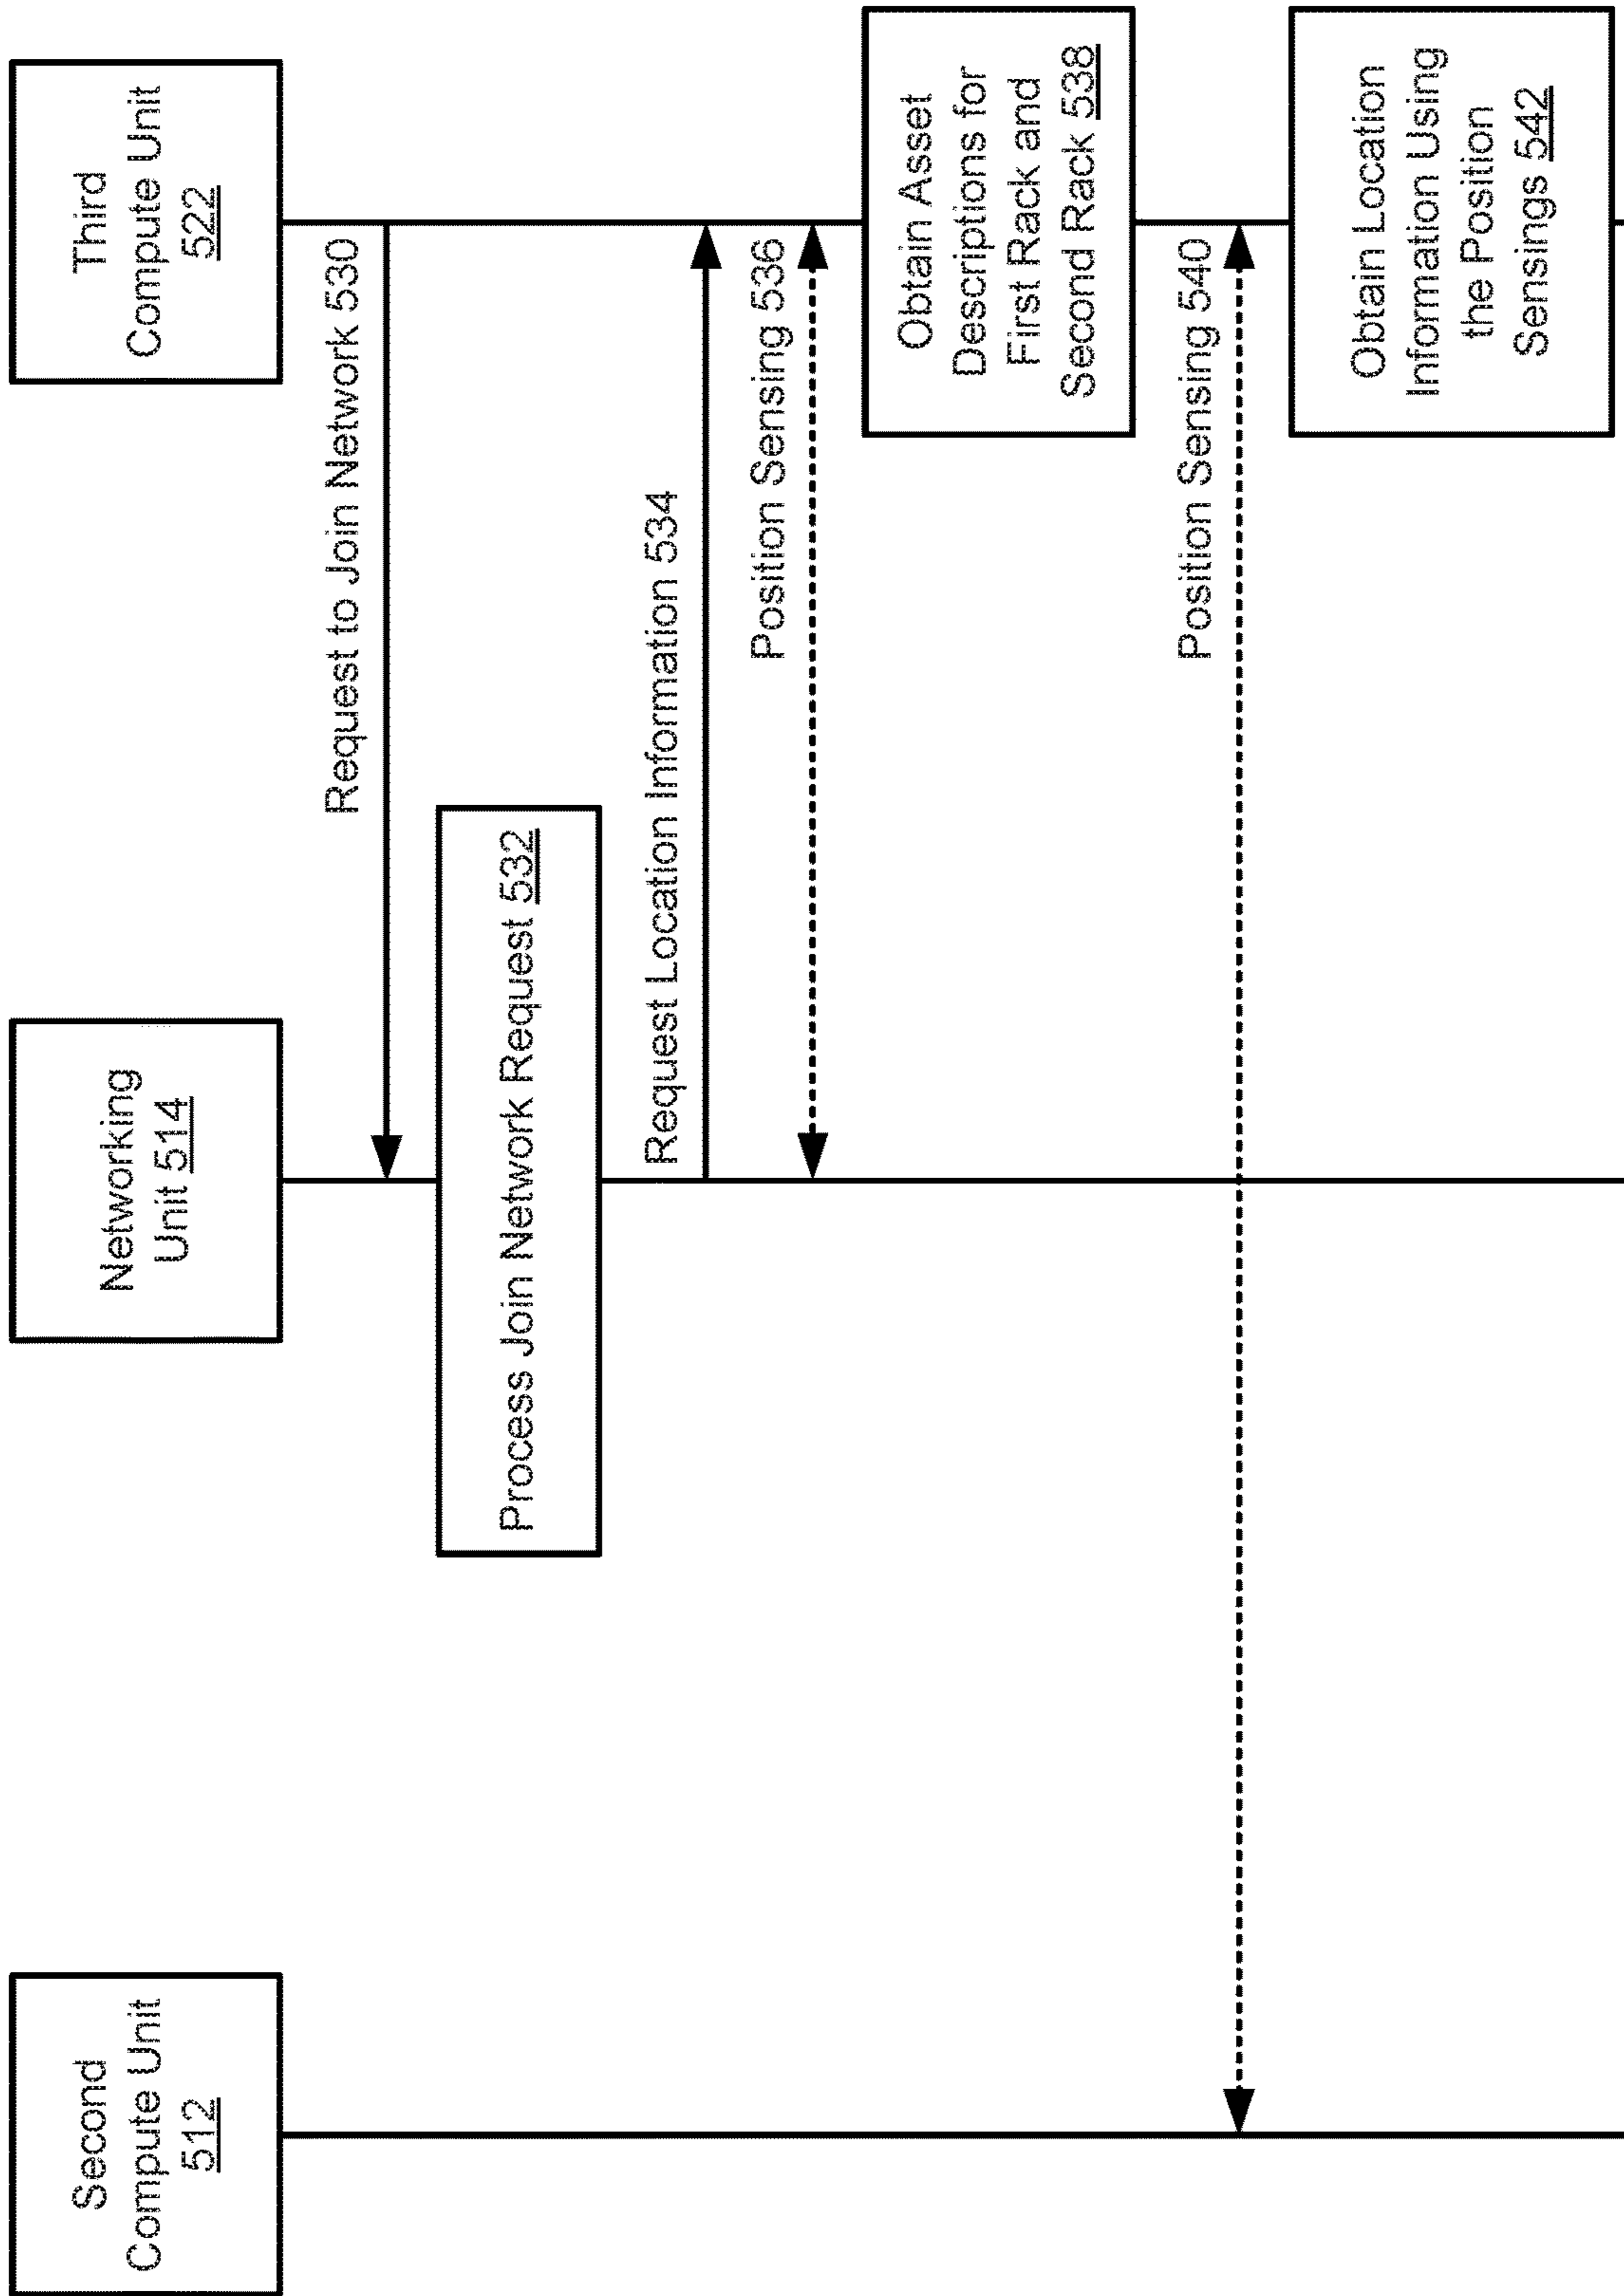 Second
Compute Unit
512
Networking
Unit 514
Third
Compute Unit
522
Request to Join Network 530
Process Join Network Request 532
Request Location Information 534
Position Sensing 536
Obtain Asset
Descriptions for
First Rack and
Second Rack 538
Position Sensing 540
Obtain Location
Information Using
the Position
Sensings 542